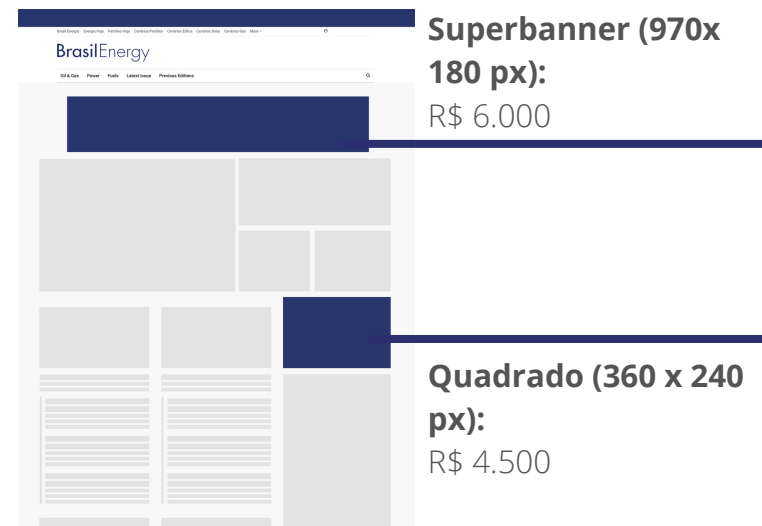 Brasil Energia Energia Hoje Petróleo Hoje Cenários Petróleo Cenários Eólica Cenários Solar Cenários Gás More
BrasilEnergy
Oil & Gas Power Fuels Latest Issue Previous Editions
Superbanner (970x
180 px):
R$ 6.000
Quadrado (360 x 240
px):
R$ 4.500